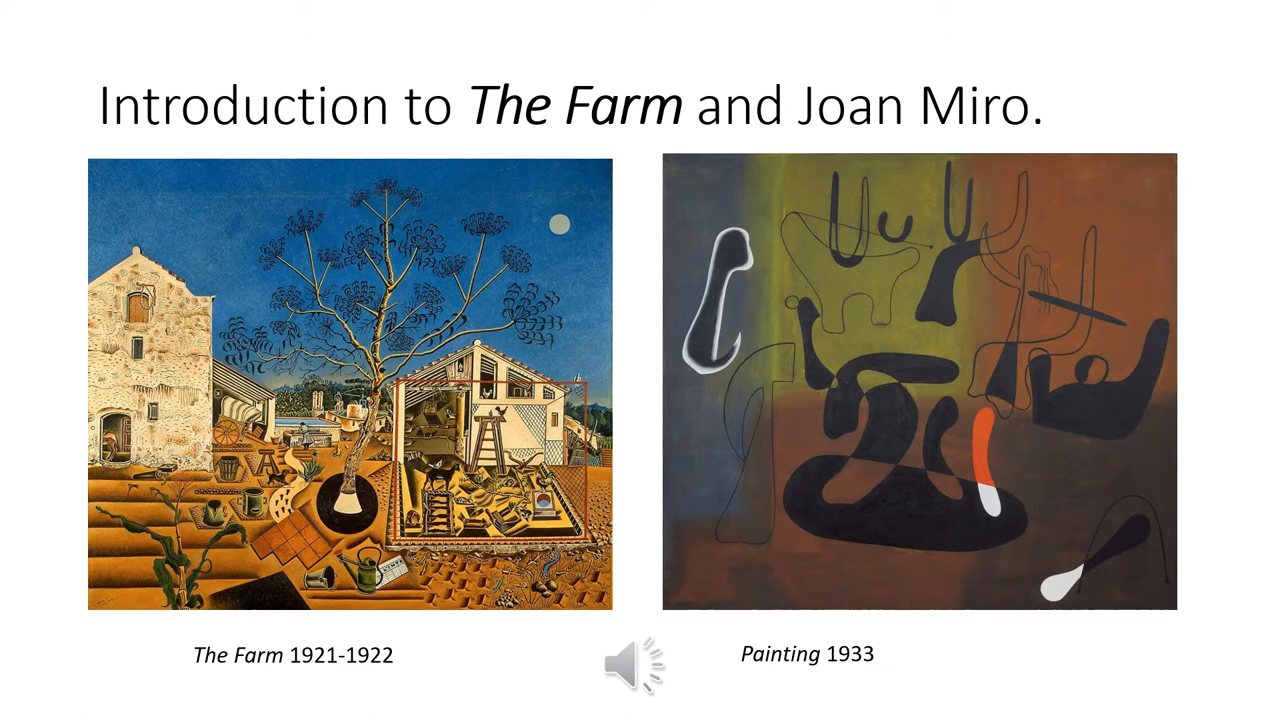 Introduction to The Farm and Joan Miro.
The Farm 1921-1922
Painting 1933